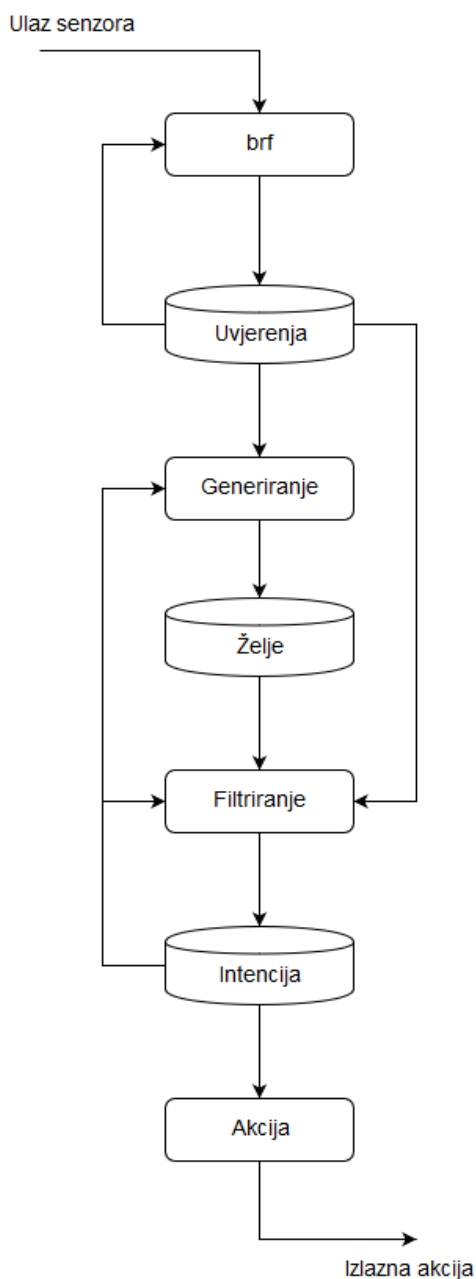 Ulaz senzora
brf
Uvjerenja
Generiranje
Želje
Filtriranje
Intencija
Akcija
Izlazna akcija